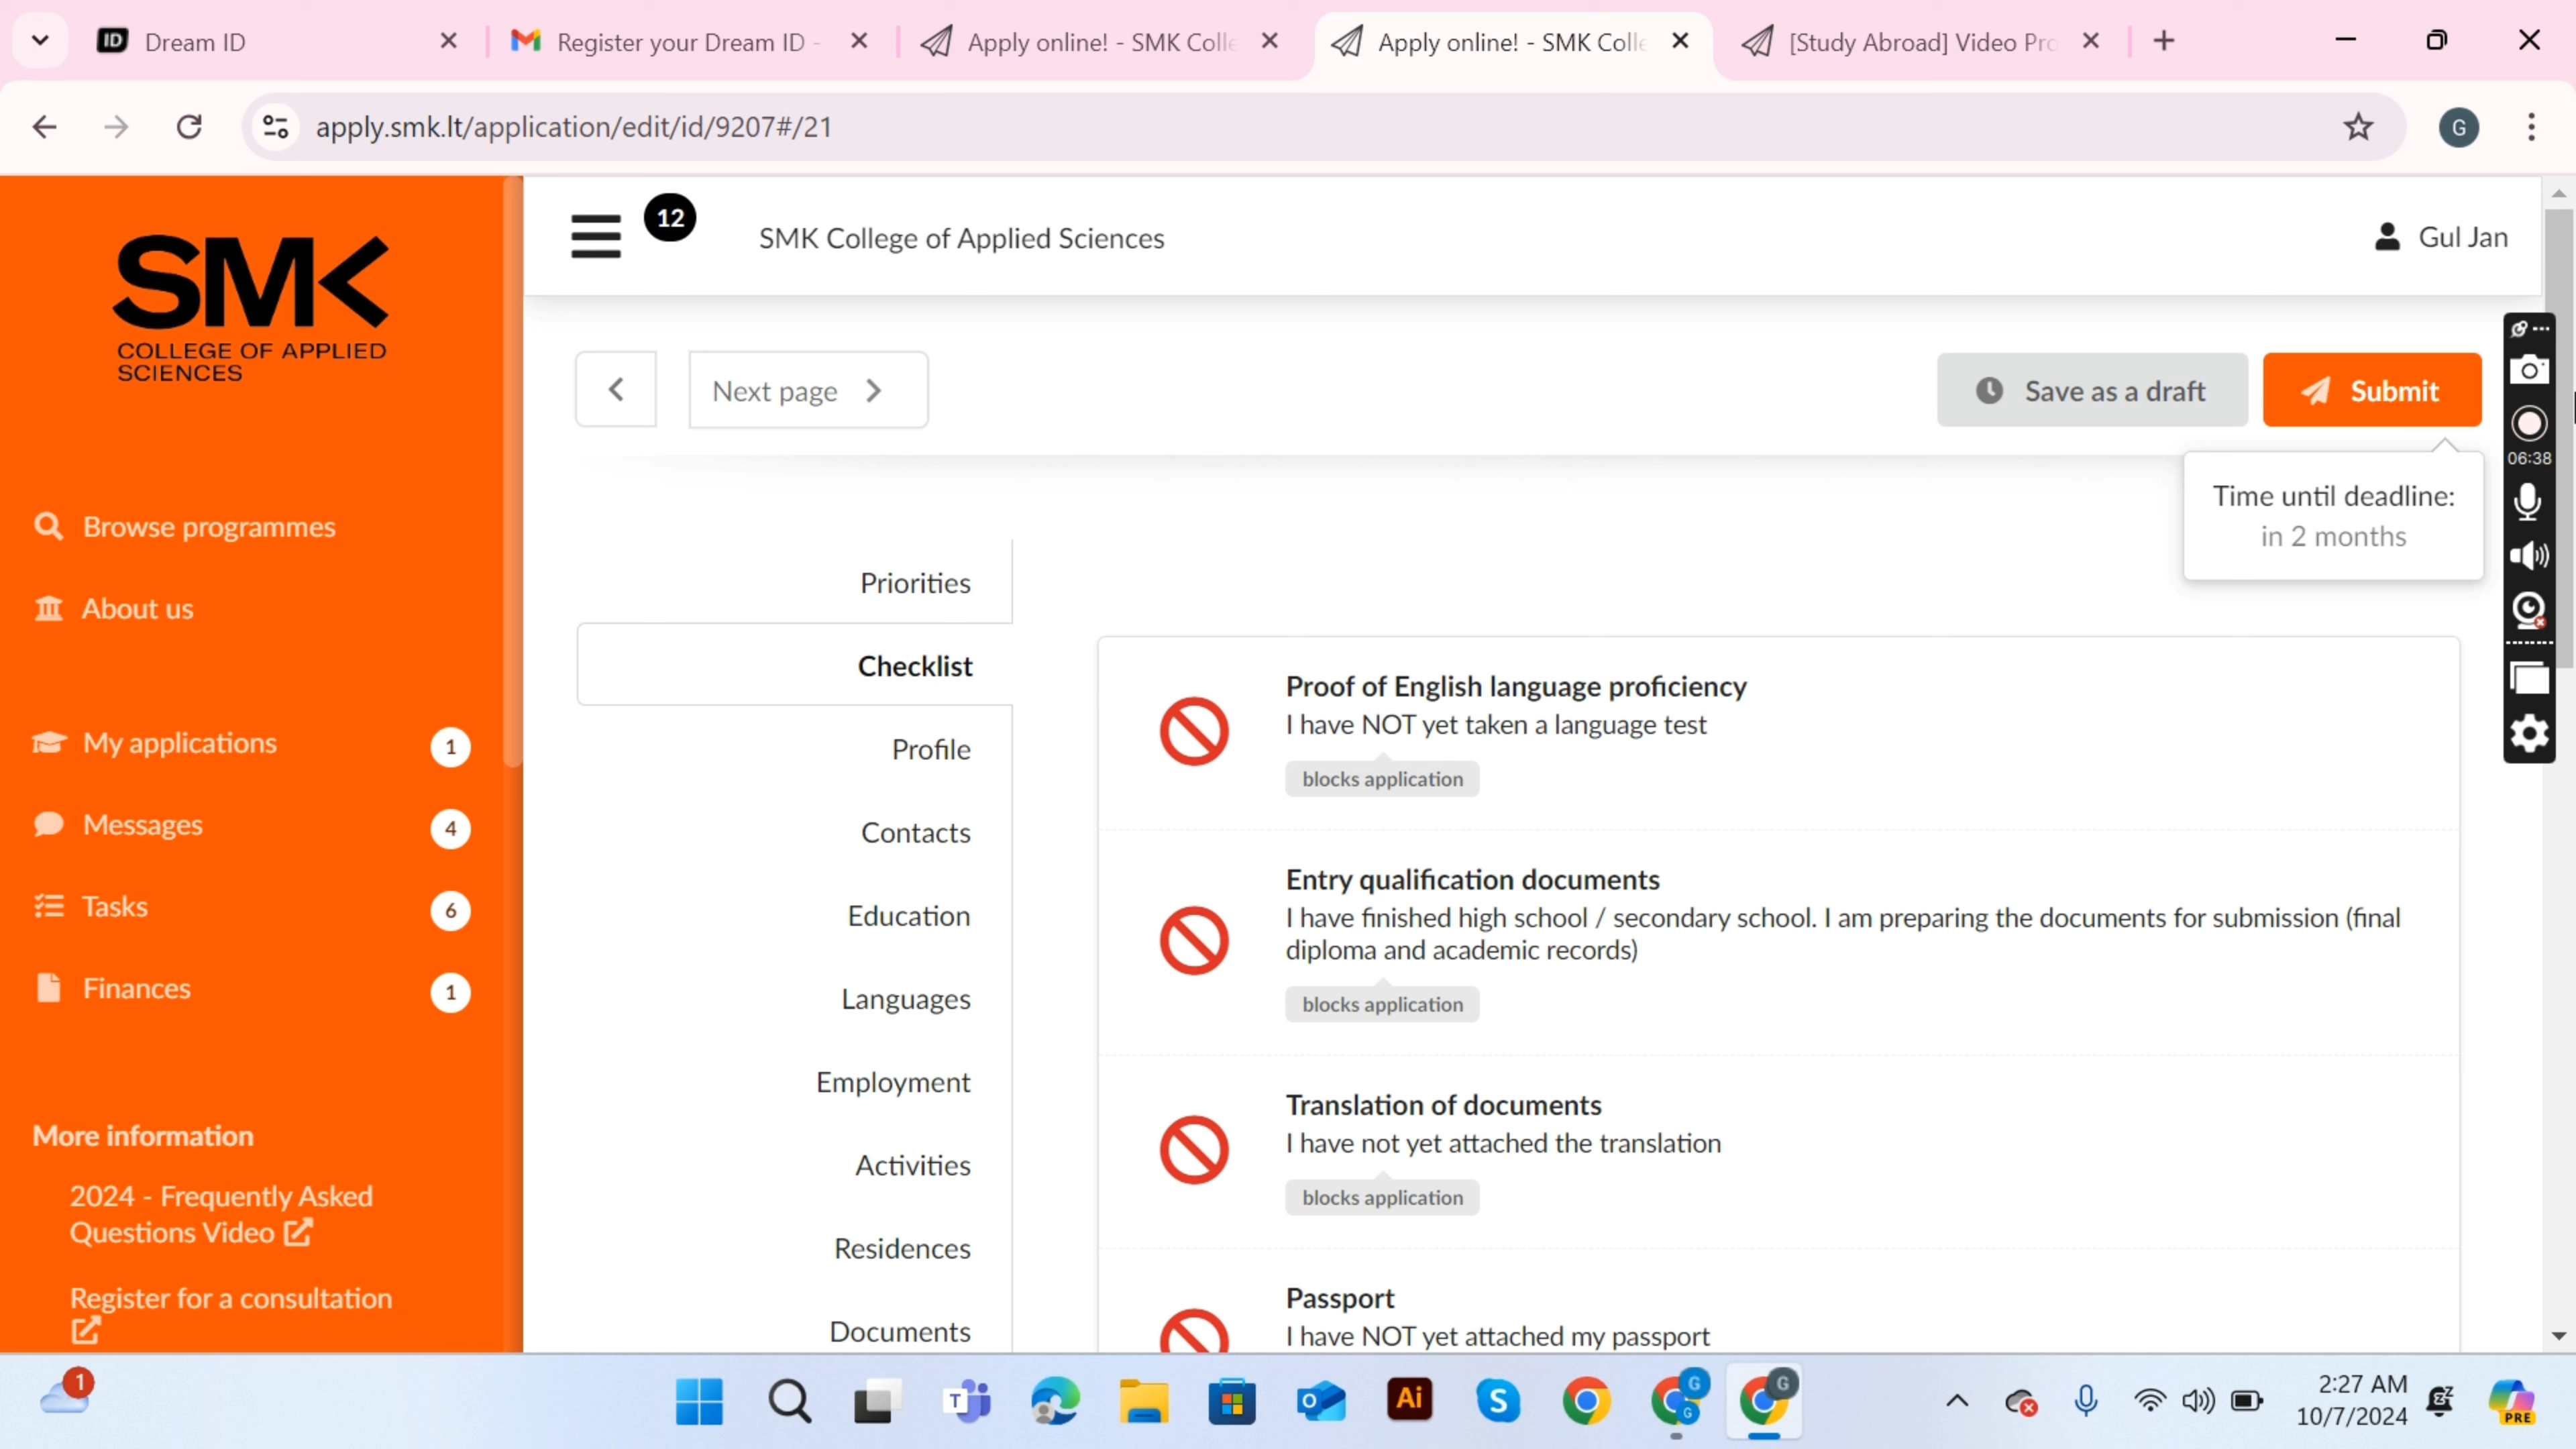 ID Dream ID
Register your Dream ID -
Apply online! - SMK Colle
Apply online! - SMK Colle
[Study Abroad] Video Pro
apply.smk.lt/application/edit/id/9207#/21
G
SMK
COLLEGE OF APPLIED
SCIENCES
12
SMK College of Applied Sciences
Gul Jan
Next page
Save as a draft
Submit
Time until deadline:
in 2 months
06:38
Browse programmes
About us
My applications 1
Messages 4
Tasks 6
Finances 1
More information
2024 - Frequently Asked
Questions Video
Register for a consultation
Priorities
Checklist
Profile
Contacts
Education
Languages
Employment
Activities
Residences
Documents
Proof of English language proficiency
I have NOT yet taken a language test
blocks application
Entry qualification documents
I have finished high school / secondary school. I am preparing the documents for submission (final
diploma and academic records)
blocks application
Translation of documents
I have not yet attached the translation
blocks application
Passport
I have NOT yet attached my passport
1
T
Ai
S
G
G
G
2:27 AM
10/7/2024
PRE